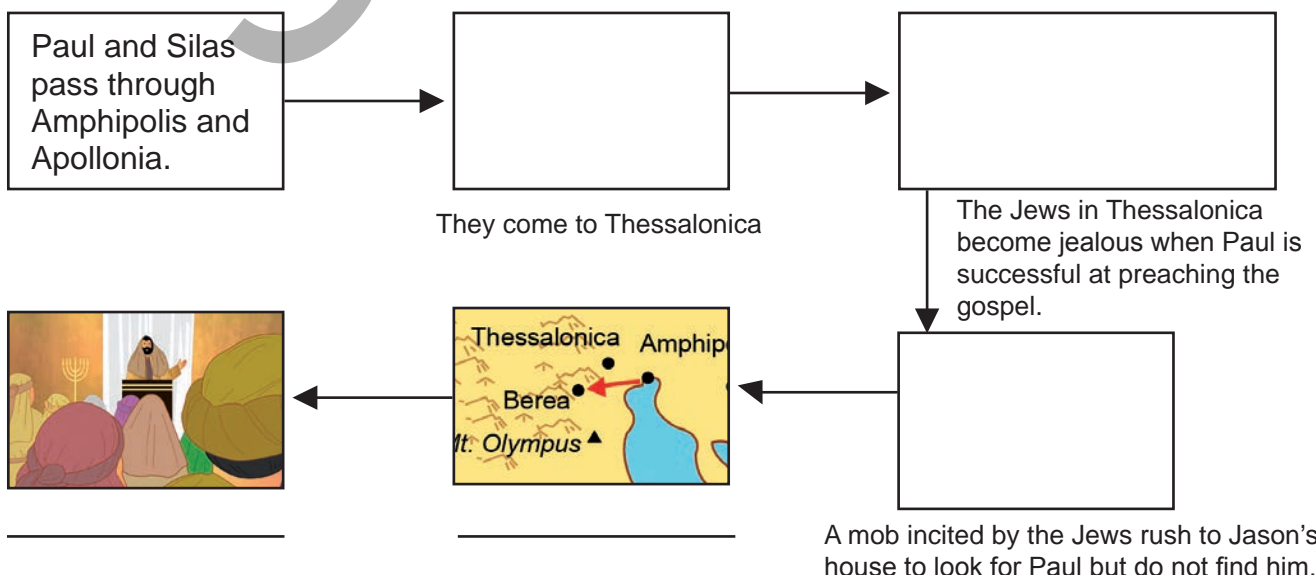 Paul and Silas
pass through
Amphipolis and
Apollonia.
They come to Thessalonica
The Jews in Thessalonica
become jealous when Paul is
successful at preaching the
gospel.
A mob incited by the Jews rush to Jason's
house to look for Paul but do not find him.
Thessalonica
Amphipo
Berea
Mt. Olympus